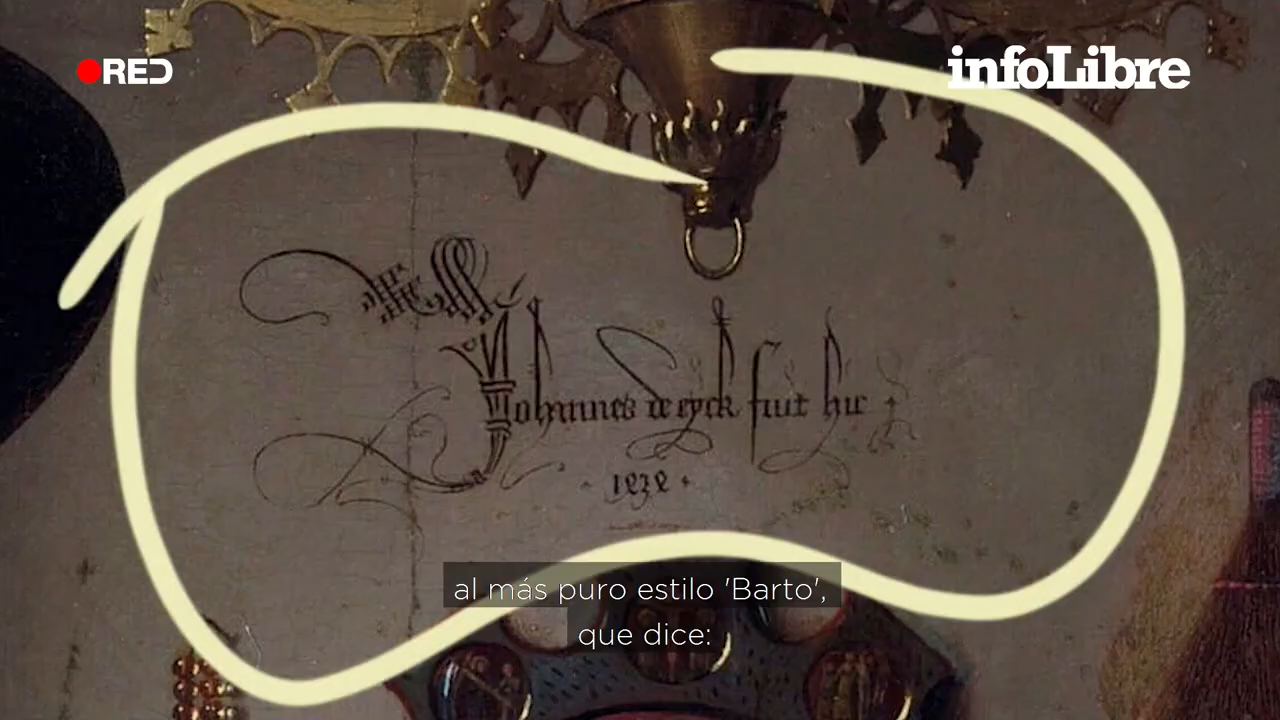 RED
infoLibre
Johannes de eyck fuit hic
· 1434 ·
al más puro estilo 'Barto',
que dice: